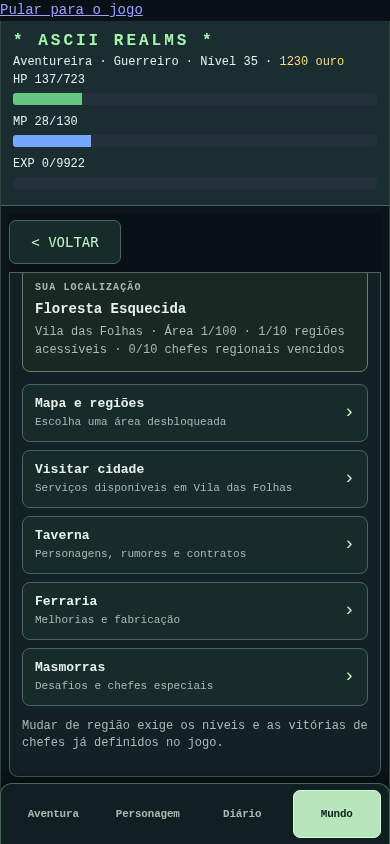 Pular para o jogo
* ASCII REALMS *
Aventureira · Guerreiro · Nível 35 · 1230 ouro
HP 137/723
MP 28/130
EXP 0/9922
< VOLTAR
SUA LOCALIZAÇÃO
Floresta Esquecida
Vila das Folhas · Área 1/100 · 1/10 regiões
acessíveis · 0/10 chefes regionais vencidos
Mapa e regiões
Escolha uma área desbloqueada
›
Visitar cidade
Serviços disponíveis em Vila das Folhas
›
Taverna
Personagens, rumores e contratos
›
Ferraria
Melhorias e fabricação
›
Masmorras
Desafios e chefes especiais
›
Mudar de região exige os níveis e as vitórias de
chefes já definidos no jogo.
Aventura Personagem Diário Mundo